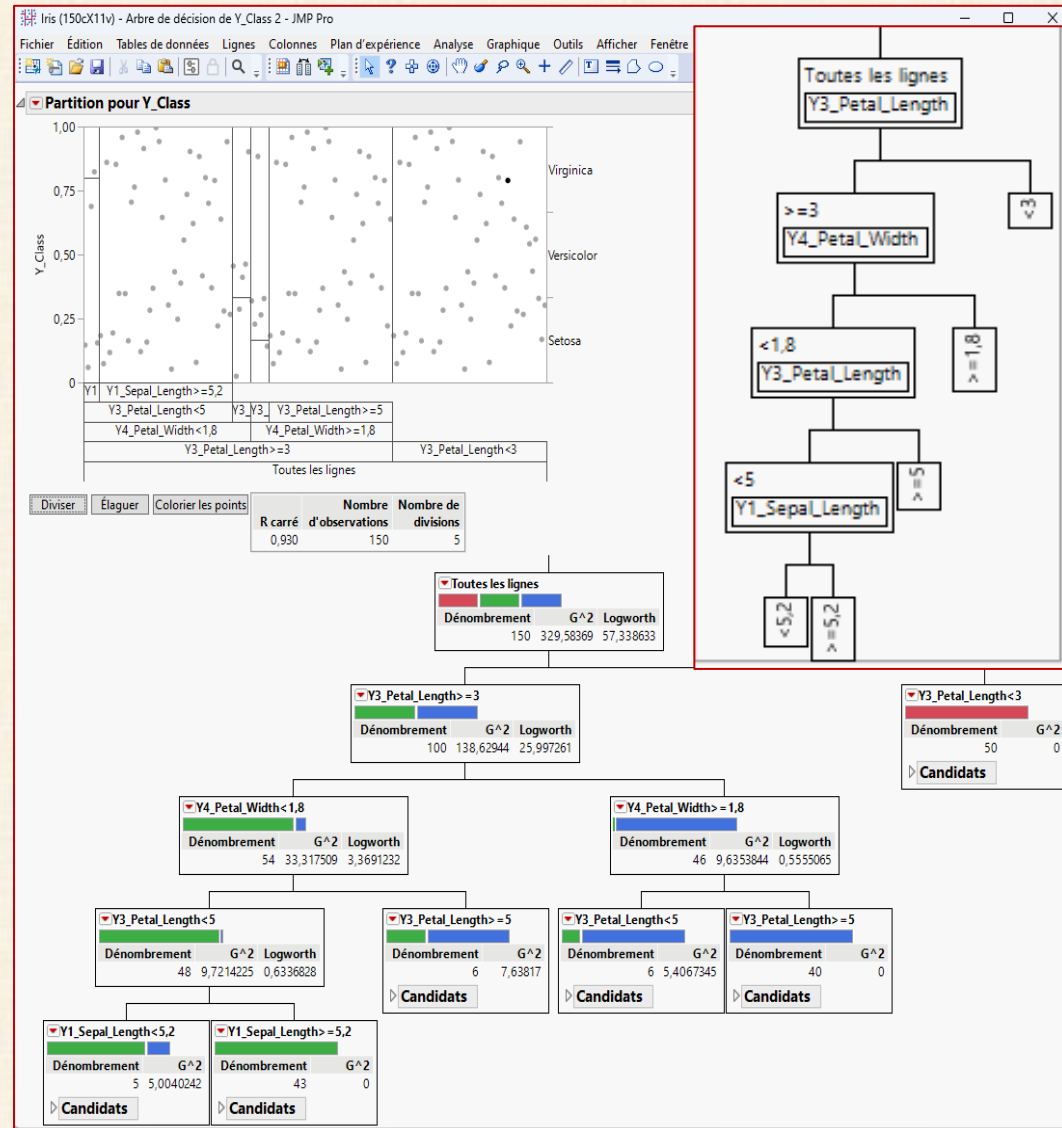 Iris (150cX11v) - Arbre de décision de Y_Class 2 - JMP Pro
Fichier Édition Tables de données Lignes Colonnes Plan d'expérience Analyse Graphique Outils Afficher Fenêtre
Partition pour Y_Class
1,00
0,75
0,50
0,25
0
Y_Class
Virginica
Versicolor
Setosa
Y1 Y1_Sepal_Length>=5,2
Y3_Petal_Length<5 Y3_ Y3_ Y3_Petal_Length>=5
Y4_Petal_Width<1,8 Y4_Petal_Width>=1,8
Y3_Petal_Length>=3 Y3_Petal_Length<3
Toutes les lignes
Diviser Élaguer Colorier les points
Nombre Nombre de
R carré d'observations divisions
0,930 150 5
Toutes les lignes
Dénombrement G^2 Logworth
150 329,58369 57,338633
Y3_Petal_Length>=3
Dénombrement G^2 Logworth
100 138,62944 25,997261
Y3_Petal_Length<3
Dénombrement G^2
50 0
Candidats
Y4_Petal_Width<1,8
Dénombrement G^2 Logworth
54 33,317509 3,3691232
Y4_Petal_Width>=1,8
Dénombrement G^2 Logworth
46 9,6353844 0,5555065
Y3_Petal_Length<5
Dénombrement G^2 Logworth
48 9,7214225 0,6336828
Y3_Petal_Length>=5
Dénombrement G^2
6 7,63817
Candidats
Y3_Petal_Length<5
Dénombrement G^2
6 5,4067345
Candidats
Y3_Petal_Length>=5
Dénombrement G^2
40 0
Candidats
Y1_Sepal_Length<5,2
Dénombrement G^2
5 5,0040242
Candidats
Y1_Sepal_Length>=5,2
Dénombrement G^2
43 0
Candidats
Toutes les lignes
Y3_Petal_Length
>=3
Y4_Petal_Width
<3
<1,8
Y3_Petal_Length
>=1,8
<5
Y1_Sepal_Length
>=5
<5,2
>=5,2